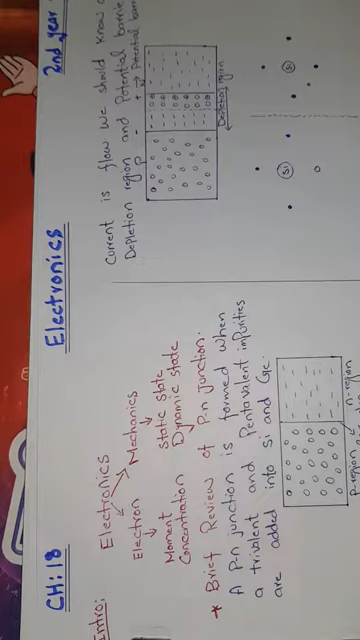 CH:18
Electronics
2nd year
Intro:
Electronics
Electron
Mechanics
Moment
Concentration
static state
Dynamic state
* Brief Review of P.n Junction.
A P-n junction is formed when
a trivalent and Pentavalent impurities
are added into Si and Ge.
P-region
n-region
Current is flow we should know
Depletion region and Potential
P - + n
Potential
Depletion region
Si
Si